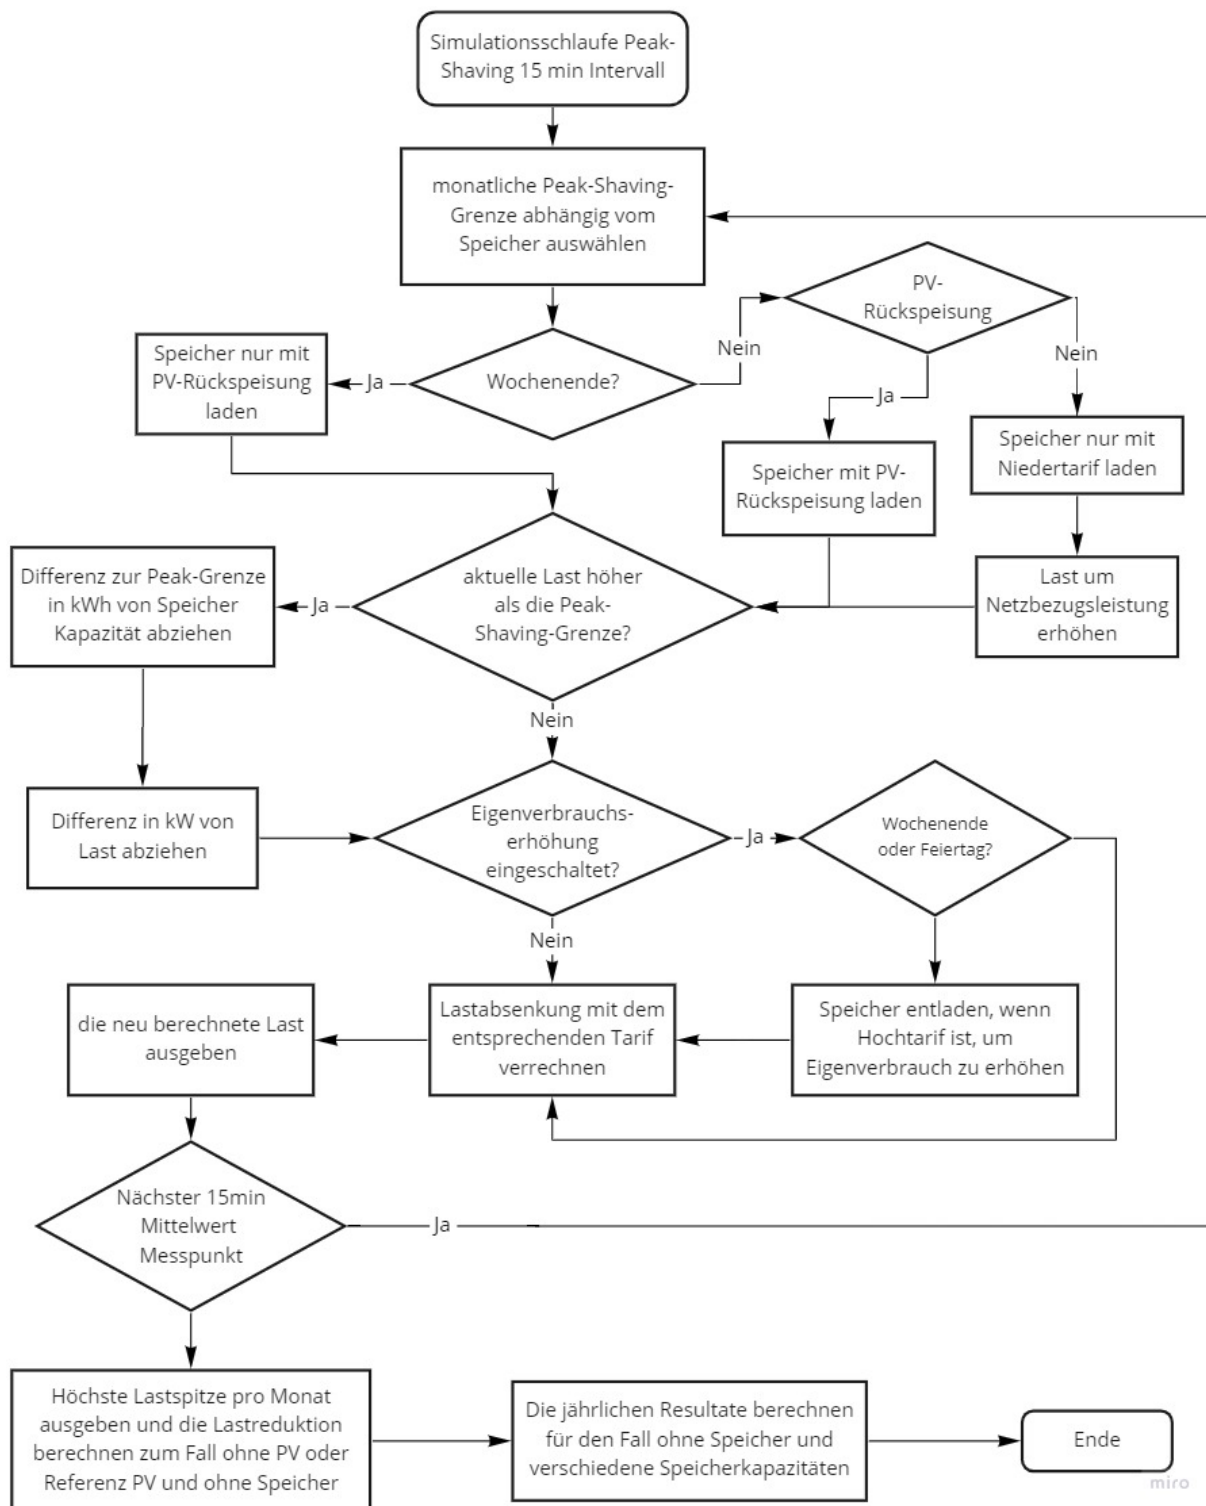 Simulationsschlaufe Peak-
Shaving 15 min Intervall
monatliche Peak-Shaving-
Grenze abhängig vom
Speicher auswählen
PV-
Rückspeisung
Nein
Nein
Speicher nur mit
PV-Rückspeisung
laden
Ja
Wochenende?
Ja
Speicher mit PV-
Rückspeisung laden
Speicher nur mit
Niedertarif laden
Differenz zur Peak-Grenze
in kWh von Speicher
Kapazität abziehen
Ja
aktuelle Last höher
als die Peak-
Shaving-Grenze?
Last um
Netzbezugsleistung
erhöhen
Nein
Differenz in kW von
Last abziehen
Eigenverbrauchs-
erhöhung
eingeschaltet?
Ja
Wochenende
oder Feiertag?
Nein
die neu berechnete Last
ausgeben
Lastabsenkung mit dem
entsprechenden Tarif
verrechnen
Speicher entladen, wenn
Hochtarif ist, um
Eigenverbrauch zu erhöhen
Nächster 15min
Mittelwert
Messpunkt
Ja
Höchste Lastspitze pro Monat
ausgeben und die Lastreduktion
berechnen zum Fall ohne PV oder
Referenz PV und ohne Speicher
Die jährlichen Resultate berechnen
für den Fall ohne Speicher und
verschiedene Speicherkapazitäten
Ende
miro